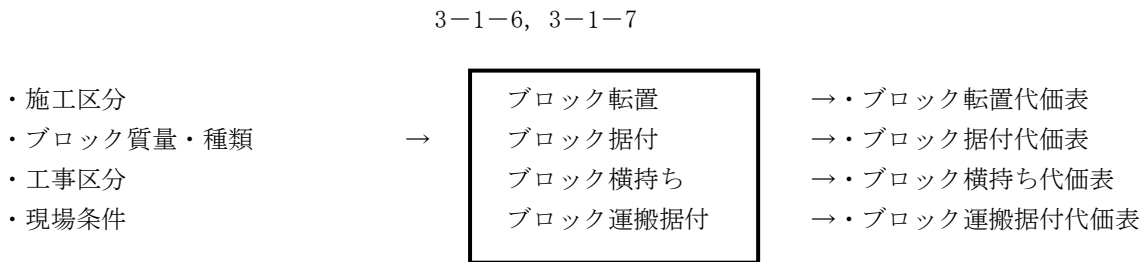 3－1－6, 3－1－7
・施工区分 ブロック転置 →・ブロック転置代価表
・ブロック質量・種類 → ブロック据付 →・ブロック据付代価表
・工事区分 ブロック横持ち →・ブロック横持ち代価表
・現場条件 ブロック運搬据付 →・ブロック運搬据付代価表